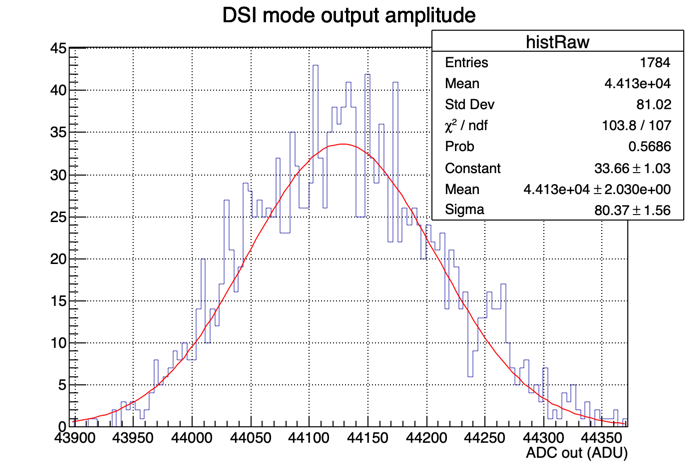 DSI mode output amplitude
histRaw
Entries 1784
Mean 4.413e+04
Std Dev 81.02
χ² / ndf 103.8 / 107
Prob 0.5686
Constant 33.66 ± 1.03
Mean 4.413e+04 ± 2.030e+00
Sigma 80.37 ± 1.56
45
40
35
30
25
20
15
10
5
0
43900 43950 44000 44050 44100 44150 44200 44250 44300 44350
ADC out (ADU)